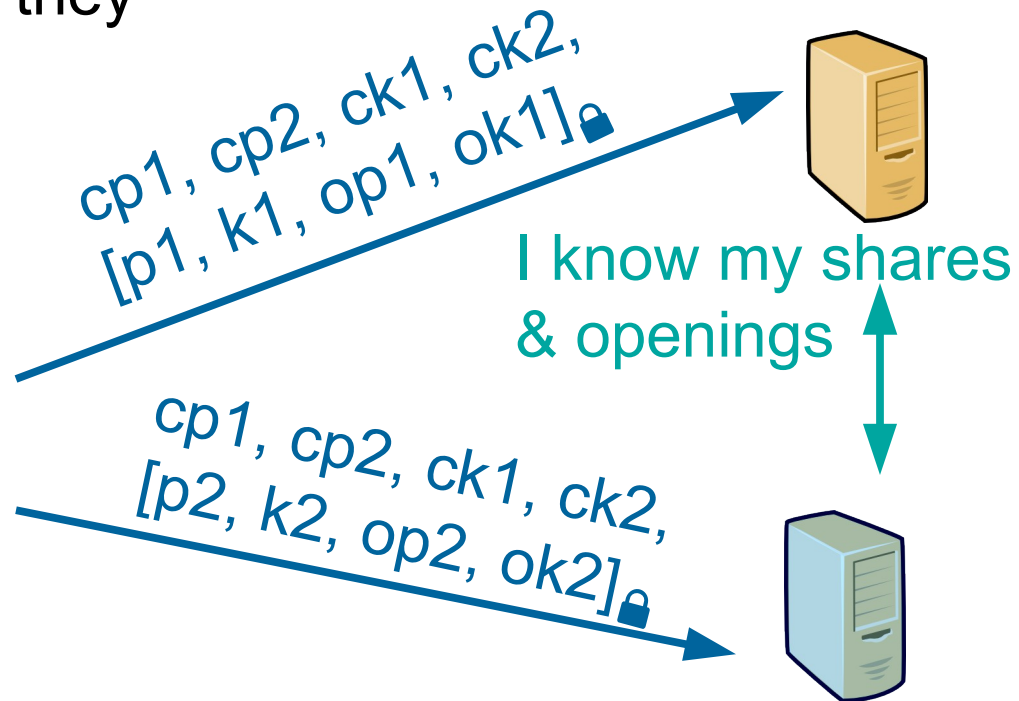 they
cp1, cp2, ck1, ck2,
[p1, k1, op1, ok1]
I know my shares
& openings
cp1, cp2, ck1, ck2,
[p2, k2, op2, ok2]